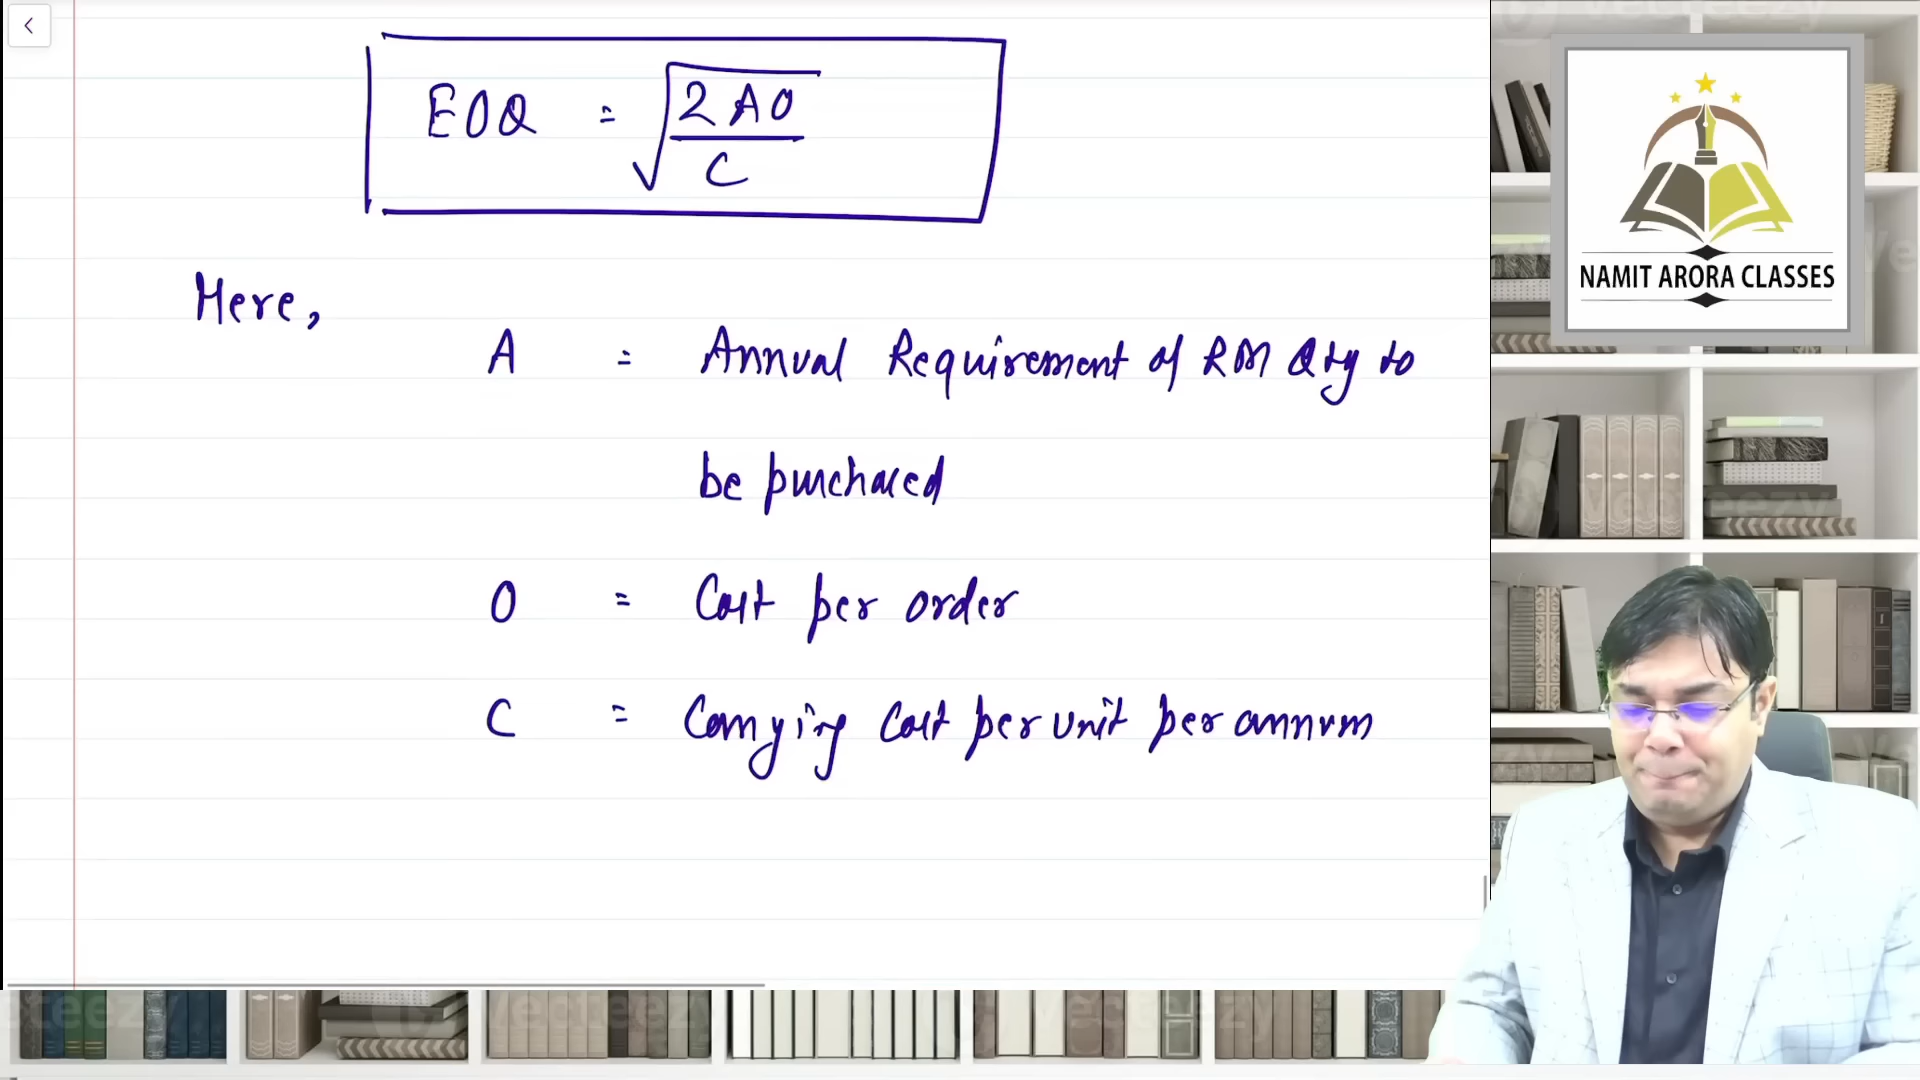 EOQ = √2AO
C
NAMIT ARORA CLASSES
Here,
A = Annual Requirement of RM Qty to
be purchased
O = Cost per order
C = Carrying Cost per unit per annum